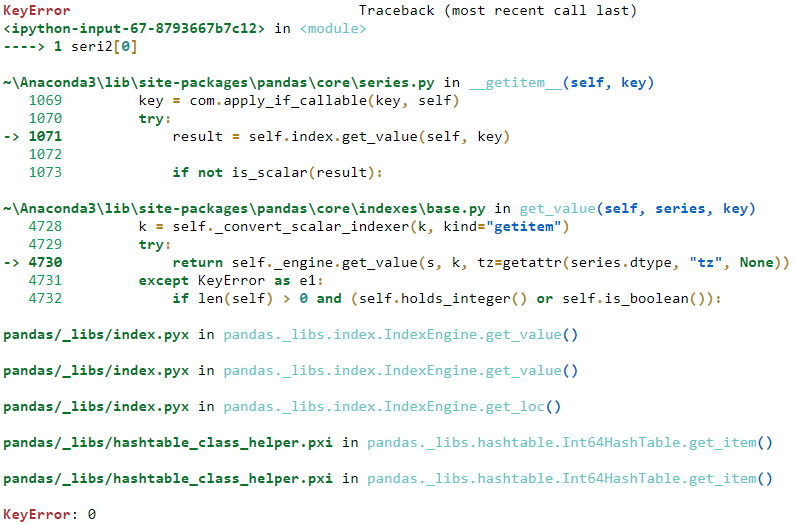 KeyError                                  Traceback (most recent call last)
<ipython-input-67-8793667b7c12> in <module>
----> 1 seri2[0]

~\Anaconda3\lib\site-packages\pandas\core\series.py in __getitem__(self, key)
   1069         key = com.apply_if_callable(key, self)
   1070         try:
-> 1071             result = self.index.get_value(self, key)
   1072
   1073             if not is_scalar(result):

~\Anaconda3\lib\site-packages\pandas\core\indexes\base.py in get_value(self, series, key)
   4728         k = self._convert_scalar_indexer(k, kind="getitem")
   4729         try:
-> 4730             return self._engine.get_value(s, k, tz=getattr(series.dtype, "tz", None))
   4731         except KeyError as e1:
   4732             if len(self) > 0 and (self.holds_integer() or self.is_boolean()):

pandas/_libs/index.pyx in pandas._libs.index.IndexEngine.get_value()

pandas/_libs/index.pyx in pandas._libs.index.IndexEngine.get_value()

pandas/_libs/index.pyx in pandas._libs.index.IndexEngine.get_loc()

pandas/_libs/hashtable_class_helper.pxi in pandas._libs.hashtable.Int64HashTable.get_item()

pandas/_libs/hashtable_class_helper.pxi in pandas._libs.hashtable.Int64HashTable.get_item()

KeyError: 0